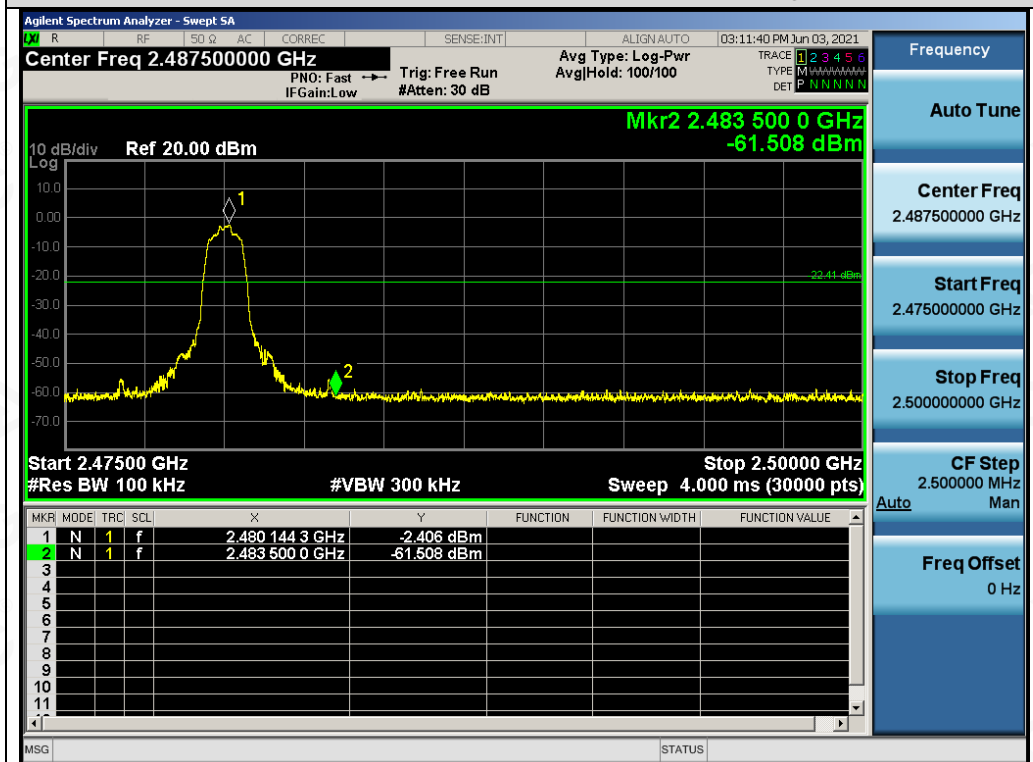 Agilent Spectrum Analyzer - Swept SA
LXI R RF 50 Ω AC CORREC SENSE:INT ALIGN AUTO 03:11:40 PM Jun 03, 2021
Center Freq 2.487500000 GHz
PNO: Fast
IFGain:Low
Trig: Free Run
#Atten: 30 dB
Avg Type: Log-Pwr
Avg|Hold: 100/100
TRACE 1 2 3 4 5 6
TYPE M
DET P N N N N N
Mkr2 2.483 500 0 GHz
-61.508 dBm
10 dB/div Ref 20.00 dBm
Log
10.0
0.00
-10.0
-20.0
-30.0
-40.0
-50.0
-60.0
-70.0
1
2
-22.41 dBm
Start 2.47500 GHz Stop 2.50000 GHz
#Res BW 100 kHz #VBW 300 kHz Sweep 4.000 ms (30000 pts)
MKR MODE TRC SCL X Y FUNCTION FUNCTION WIDTH FUNCTION VALUE
1 N 1 f 2.480 144 3 GHz -2.406 dBm
2 N 1 f 2.483 500 0 GHz -61.508 dBm
3
4
5
6
7
8
9
10
11
MSG STATUS
Frequency
Auto Tune
Center Freq
2.487500000 GHz
Start Freq
2.475000000 GHz
Stop Freq
2.500000000 GHz
CF Step
2.500000 MHz
Auto Man
Freq Offset
0 Hz